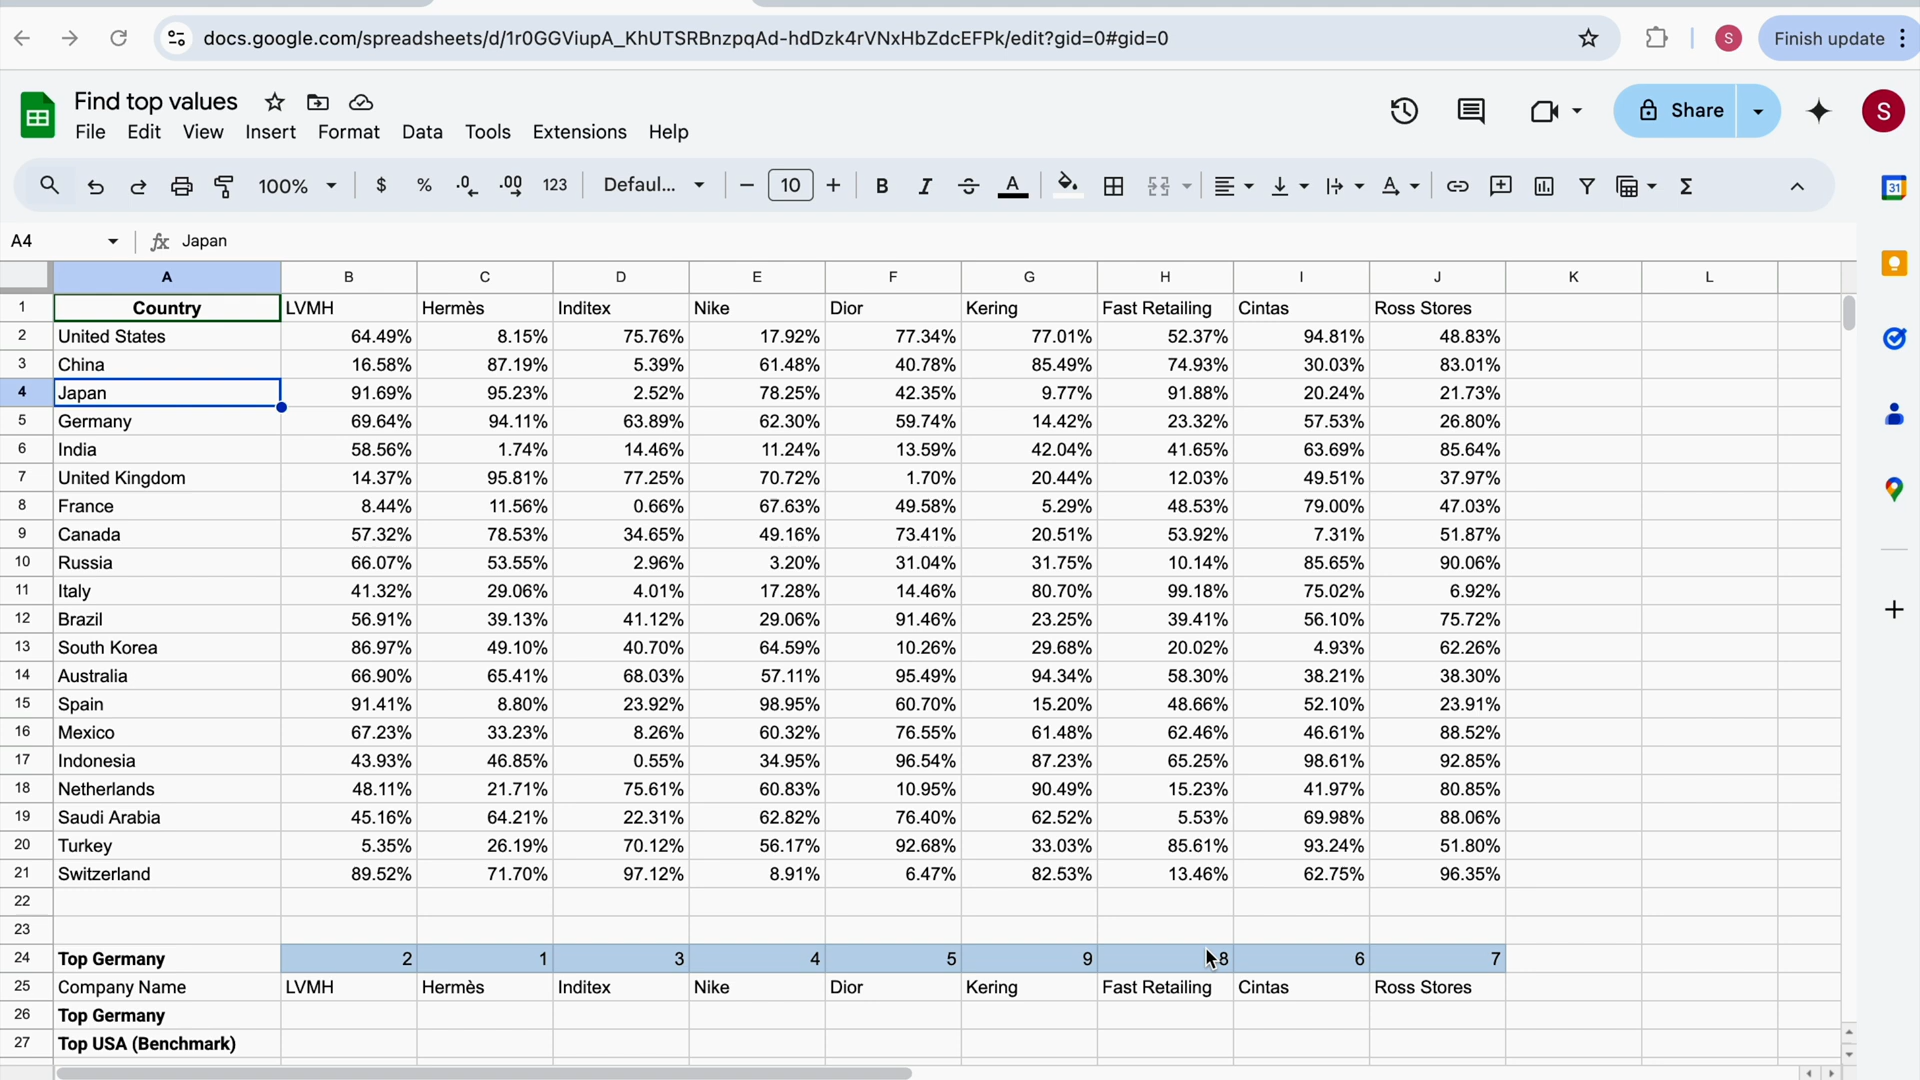 docs.google.com/spreadsheets/d/1r0GGViupA_KhUTSRBnzpqAd-hdDzk4rVNxHbZdcEFPk/edit?gid=0#gid=0 S Finish update
Find top values
File Edit View Insert Format Data Tools Extensions Help Share S
100% $ % .0 .00 123 Defaul... 10 B I A 31
A4 fx Japan
A B C D E F G H I J K L
1 Country LVMH Hermès Inditex Nike Dior Kering Fast Retailing Cintas Ross Stores
2 United States 64.49% 8.15% 75.76% 17.92% 77.34% 77.01% 52.37% 94.81% 48.83%
3 China 16.58% 87.19% 5.39% 61.48% 40.78% 85.49% 74.93% 30.03% 83.01%
4 Japan 91.69% 95.23% 2.52% 78.25% 42.35% 9.77% 91.88% 20.24% 21.73%
5 Germany 69.64% 94.11% 63.89% 62.30% 59.74% 14.42% 23.32% 57.53% 26.80%
6 India 58.56% 1.74% 14.46% 11.24% 13.59% 42.04% 41.65% 63.69% 85.64%
7 United Kingdom 14.37% 95.81% 77.25% 70.72% 1.70% 20.44% 12.03% 49.51% 37.97%
8 France 8.44% 11.56% 0.66% 67.63% 49.58% 5.29% 48.53% 79.00% 47.03%
9 Canada 57.32% 78.53% 34.65% 49.16% 73.41% 20.51% 53.92% 7.31% 51.87%
10 Russia 66.07% 53.55% 2.96% 3.20% 31.04% 31.75% 10.14% 85.65% 90.06%
11 Italy 41.32% 29.06% 4.01% 17.28% 14.46% 80.70% 99.18% 75.02% 6.92%
12 Brazil 56.91% 39.13% 41.12% 29.06% 91.46% 23.25% 39.41% 56.10% 75.72%
13 South Korea 86.97% 49.10% 40.70% 64.59% 10.26% 29.68% 20.02% 4.93% 62.26%
14 Australia 66.90% 65.41% 68.03% 57.11% 95.49% 94.34% 58.30% 38.21% 38.30%
15 Spain 91.41% 8.80% 23.92% 98.95% 60.70% 15.20% 48.66% 52.10% 23.91%
16 Mexico 67.23% 33.23% 8.26% 60.32% 76.55% 61.48% 62.46% 46.61% 88.52%
17 Indonesia 43.93% 46.85% 0.55% 34.95% 96.54% 87.23% 65.25% 98.61% 92.85%
18 Netherlands 48.11% 21.71% 75.61% 60.83% 10.95% 90.49% 15.23% 41.97% 80.85%
19 Saudi Arabia 45.16% 64.21% 22.31% 62.82% 76.40% 62.52% 5.53% 69.98% 88.06%
20 Turkey 5.35% 26.19% 70.12% 56.17% 92.68% 33.03% 85.61% 93.24% 51.80%
21 Switzerland 89.52% 71.70% 97.12% 8.91% 6.47% 82.53% 13.46% 62.75% 96.35%
22
23
24 Top Germany 2 1 3 4 5 9 8 6 7
25 Company Name LVMH Hermès Inditex Nike Dior Kering Fast Retailing Cintas Ross Stores
26 Top Germany
27 Top USA (Benchmark)